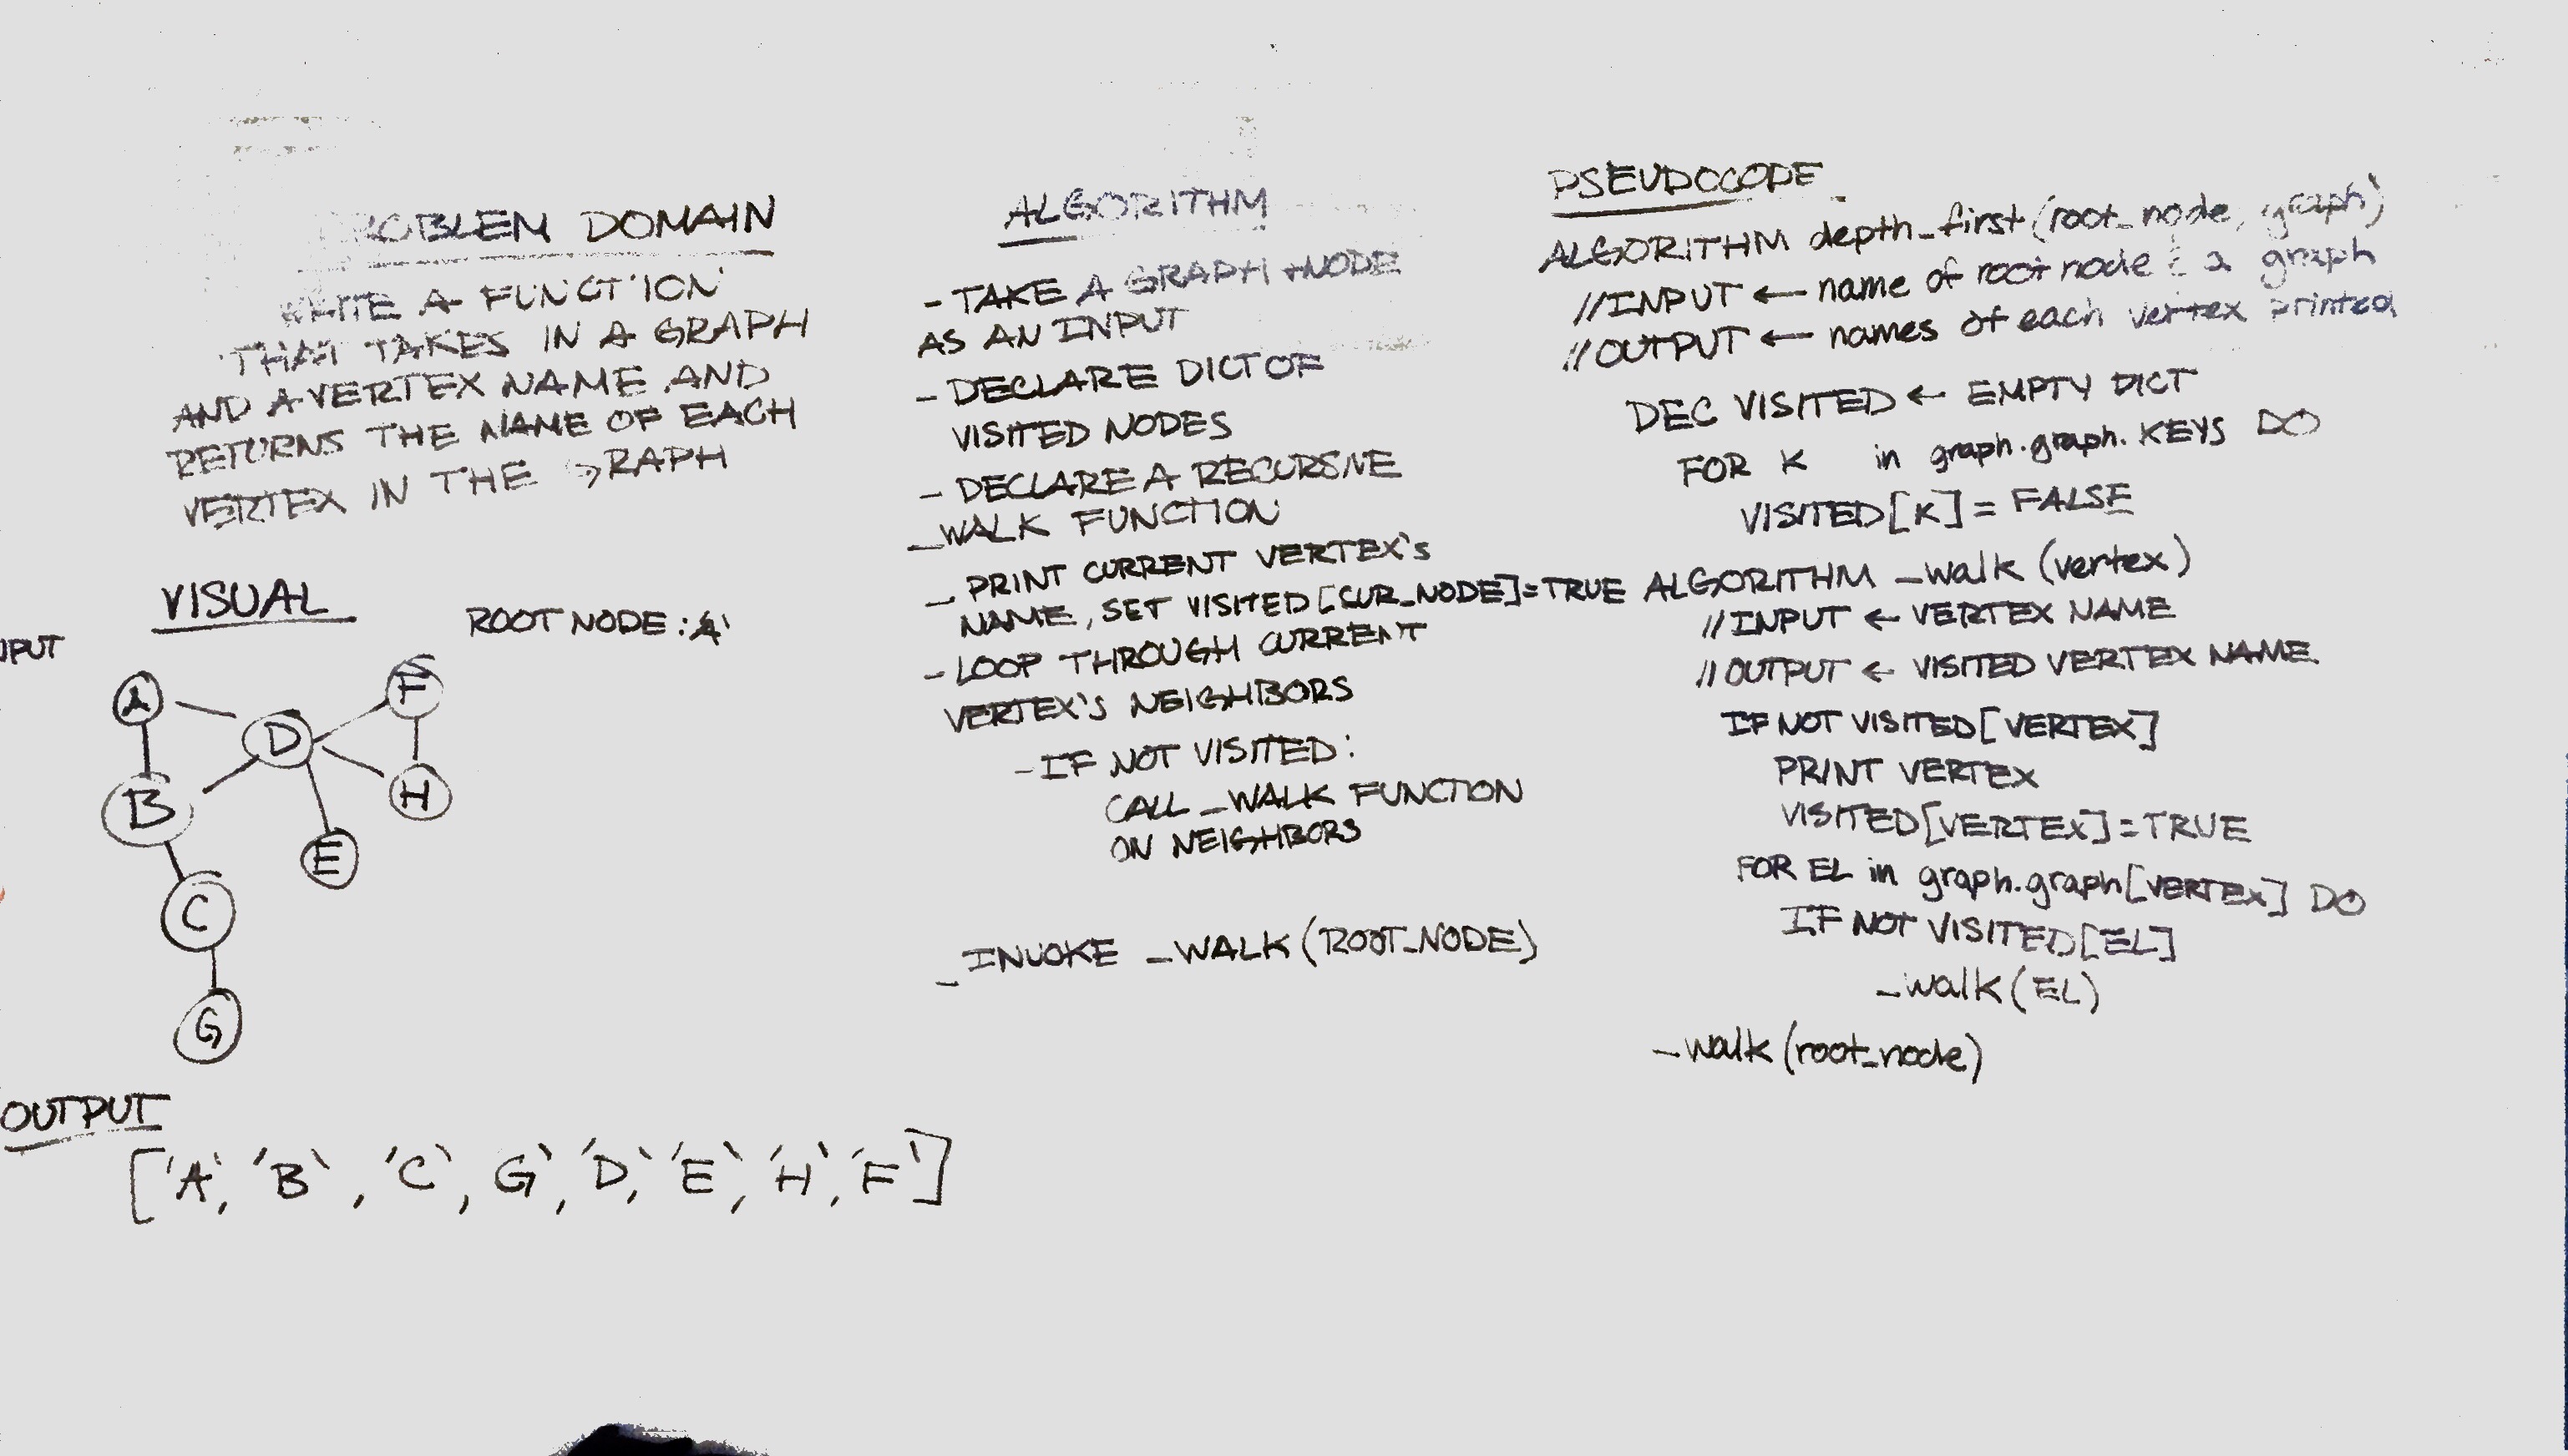 PROBLEM DOMAIN
WRITE A FUNCTION
THAT TAKES IN A GRAPH
AND A VERTEX NAME AND
RETURNS THE NAME OF EACH
VERTEX IN THE GRAPH
VISUAL
ROOT NODE: 'A'
A
F
D
B
H
E
C
G
OUTPUT
['A', 'B', 'C', G', 'D', 'E', 'H', 'F']
ALGORITHM
- TAKE A GRAPH + NODE
AS AN INPUT
- DECLARE DICT OF
VISITED NODES
- DECLARE A RECURSIVE
_WALK FUNCTION
- PRINT CURRENT VERTEX'S
NAME, SET VISITED[CUR_NODE]=TRUE
- LOOP THROUGH CURRENT
VERTEX'S NEIGHBORS
- IF NOT VISITED:
CALL _WALK FUNCTION
ON NEIGHBORS
- INVOKE _WALK(ROOT_NODE)
PSEUDOCODE
ALGORITHM depth_first(root_node, graph)
//INPUT ← name of root node & a graph
//OUTPUT ← names of each vertex printed
DEC VISITED ← EMPTY DICT
FOR K in graph.graph.KEYS DO
VISITED[K] = FALSE
ALGORITHM _walk(vertex)
//INPUT ← VERTEX NAME
//OUTPUT ← VISITED VERTEX NAME
IF NOT VISITED[VERTEX]
PRINT VERTEX
VISITED[VERTEX]=TRUE
FOR EL in graph.graph[VERTEX] DO
IF NOT VISITED[EL]
_walk(EL)
_walk(root_node)